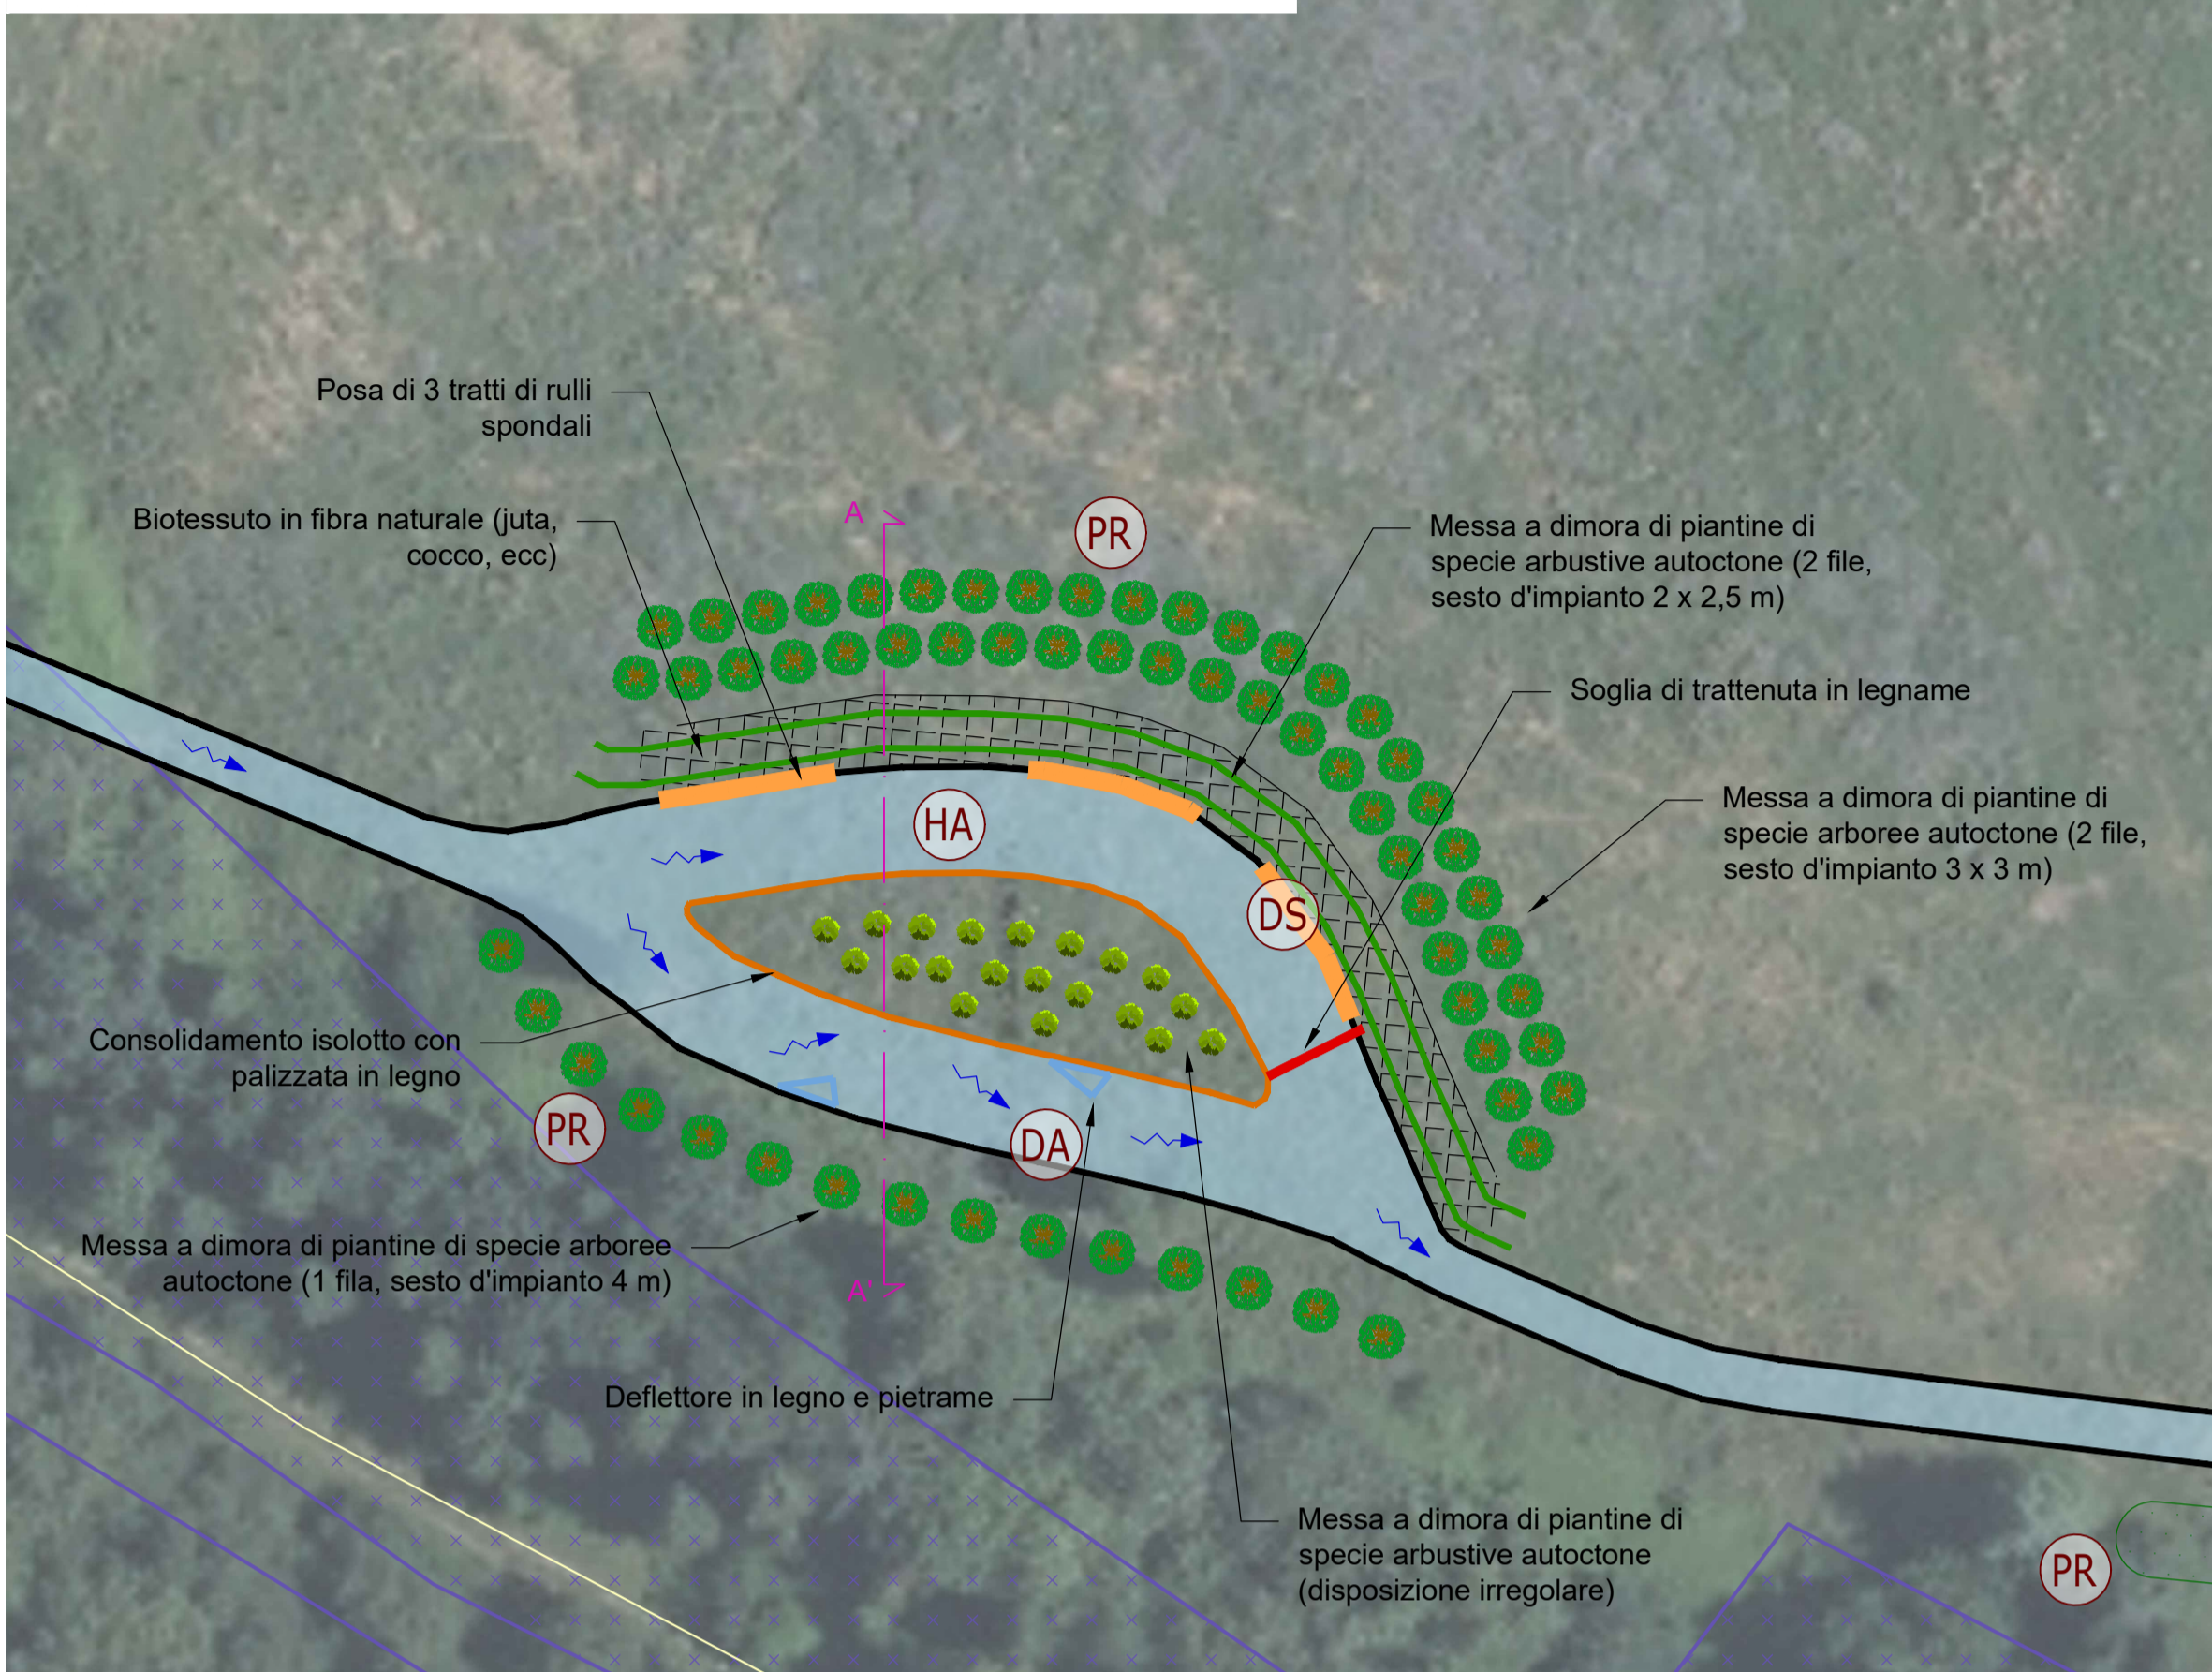 Posa di 3 tratti di rulli
spondali
Biotessuto in fibra naturale (juta,
cocco, ecc)
A
PR
Messa a dimora di piantine di
specie arbustive autoctone (2 file,
sesto d'impianto 2 x 2,5 m)
Soglia di trattenuta in legname
Messa a dimora di piantine di
specie arboree autoctone (2 file,
sesto d'impianto 3 x 3 m)
HA
DS
Consolidamento isolotto con
palizzata in legno
PR
DA
Messa a dimora di piantine di specie arboree
autoctone (1 fila, sesto d'impianto 4 m)
A'
Deflettore in legno e pietrame
Messa a dimora di piantine di
specie arbustive autoctone
(disposizione irregolare)
PR